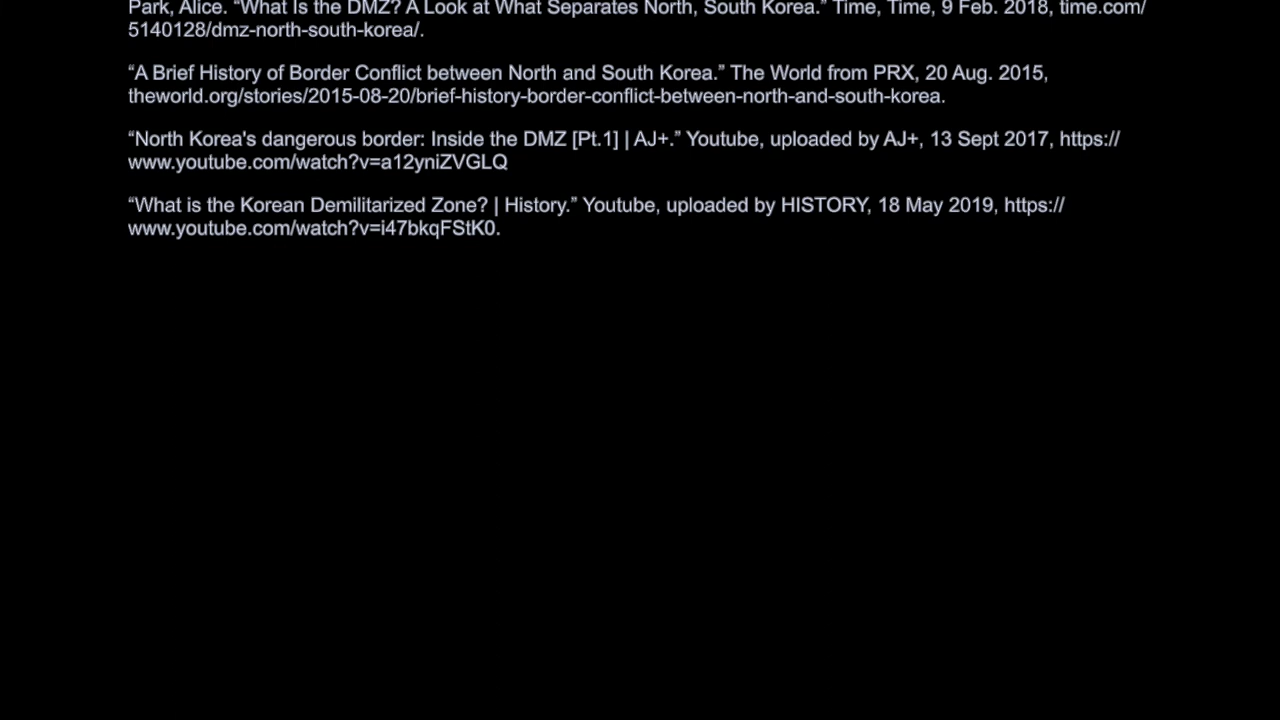 Park, Alice. “What Is the DMZ? A Look at What Separates North, South Korea.” Time, Time, 9 Feb. 2018, time.com/
5140128/dmz-north-south-korea/.
“A Brief History of Border Conflict between North and South Korea.” The World from PRX, 20 Aug. 2015,
theworld.org/stories/2015-08-20/brief-history-border-conflict-between-north-and-south-korea.
“North Korea's dangerous border: Inside the DMZ [Pt.1] | AJ+.” Youtube, uploaded by AJ+, 13 Sept 2017, https://
www.youtube.com/watch?v=a12yniZVGLQ
“What is the Korean Demilitarized Zone? | History.” Youtube, uploaded by HISTORY, 18 May 2019, https://
www.youtube.com/watch?v=i47bkqFStK0.